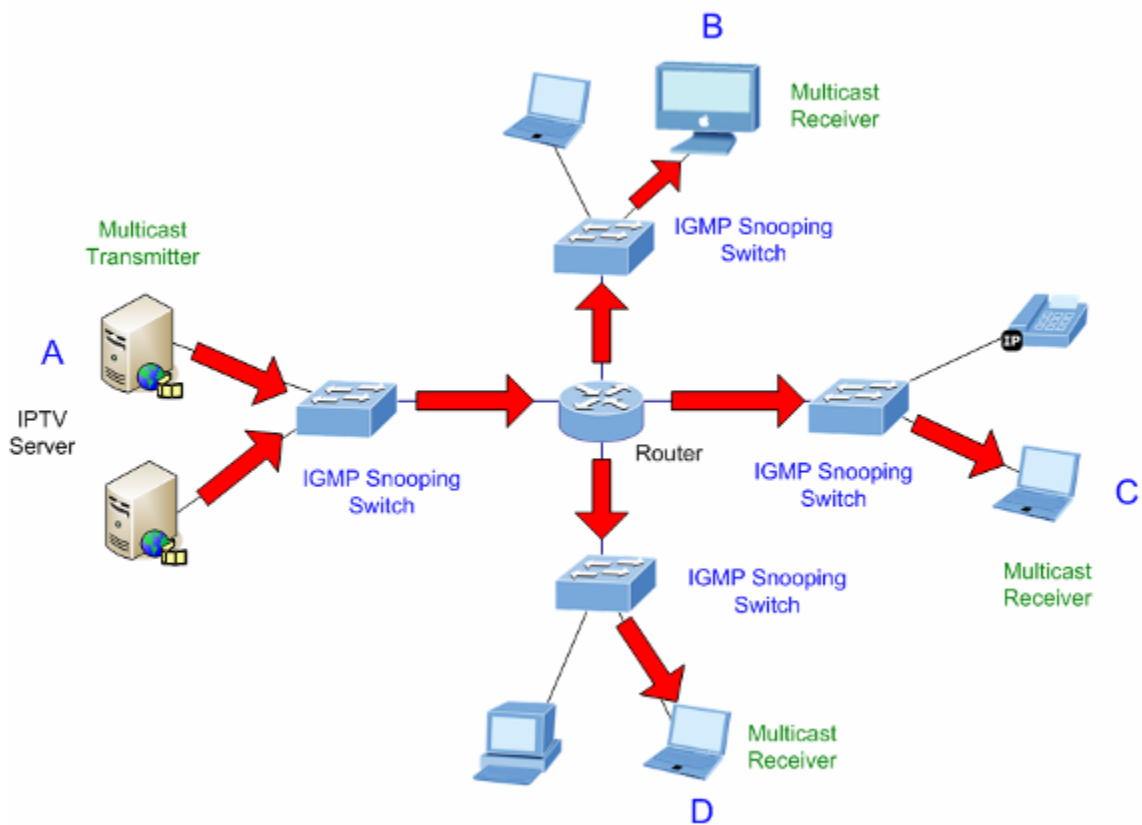 B
Multicast
Receiver
Multicast
Transmitter
IGMP Snooping
Switch
A
IPTV
Server
IP
Router
IGMP Snooping
Switch
IGMP Snooping
Switch
C
Multicast
Receiver
IGMP Snooping
Switch
Multicast
Receiver
D